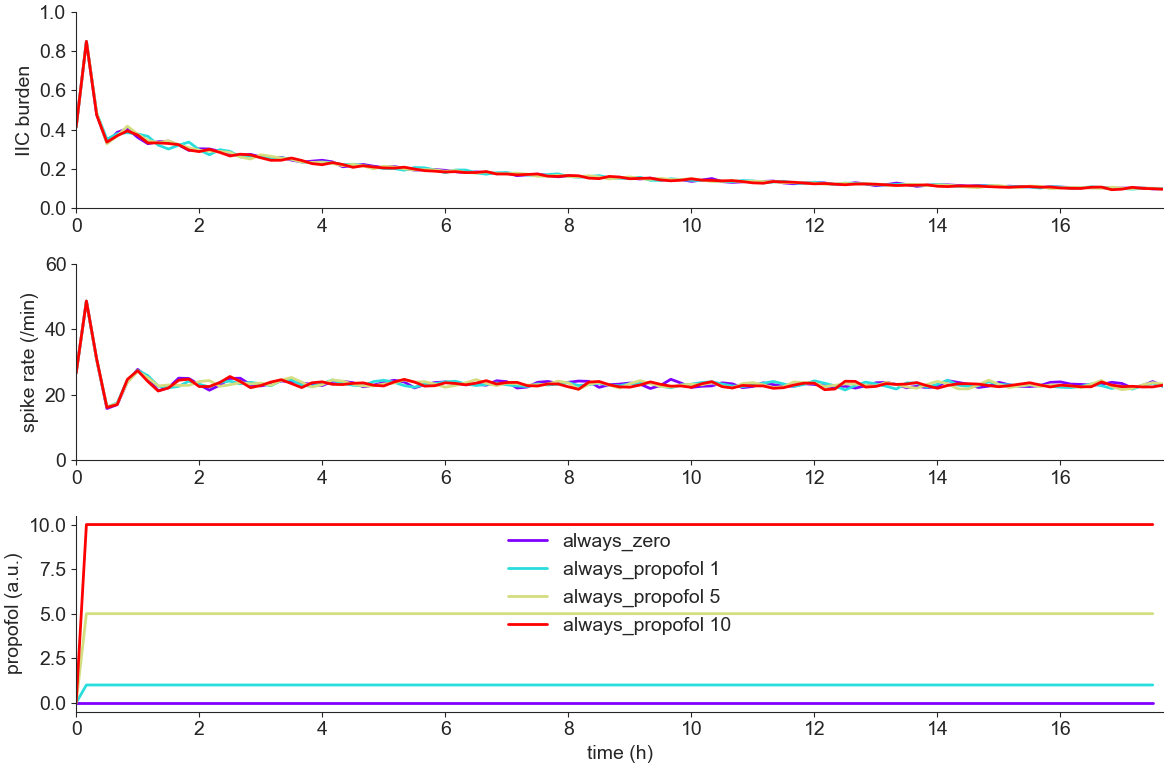 1.0
0.8
0.6
0.4
0.2
0.0
IIC burden
0 2 4 6 8 10 12 14 16
60
40
20
0
spike rate (/min)
0 2 4 6 8 10 12 14 16
10.0
7.5
5.0
2.5
0.0
propofol (a.u.)
always_zero
always_propofol 1
always_propofol 5
always_propofol 10
0 2 4 6 8 10 12 14 16
time (h)